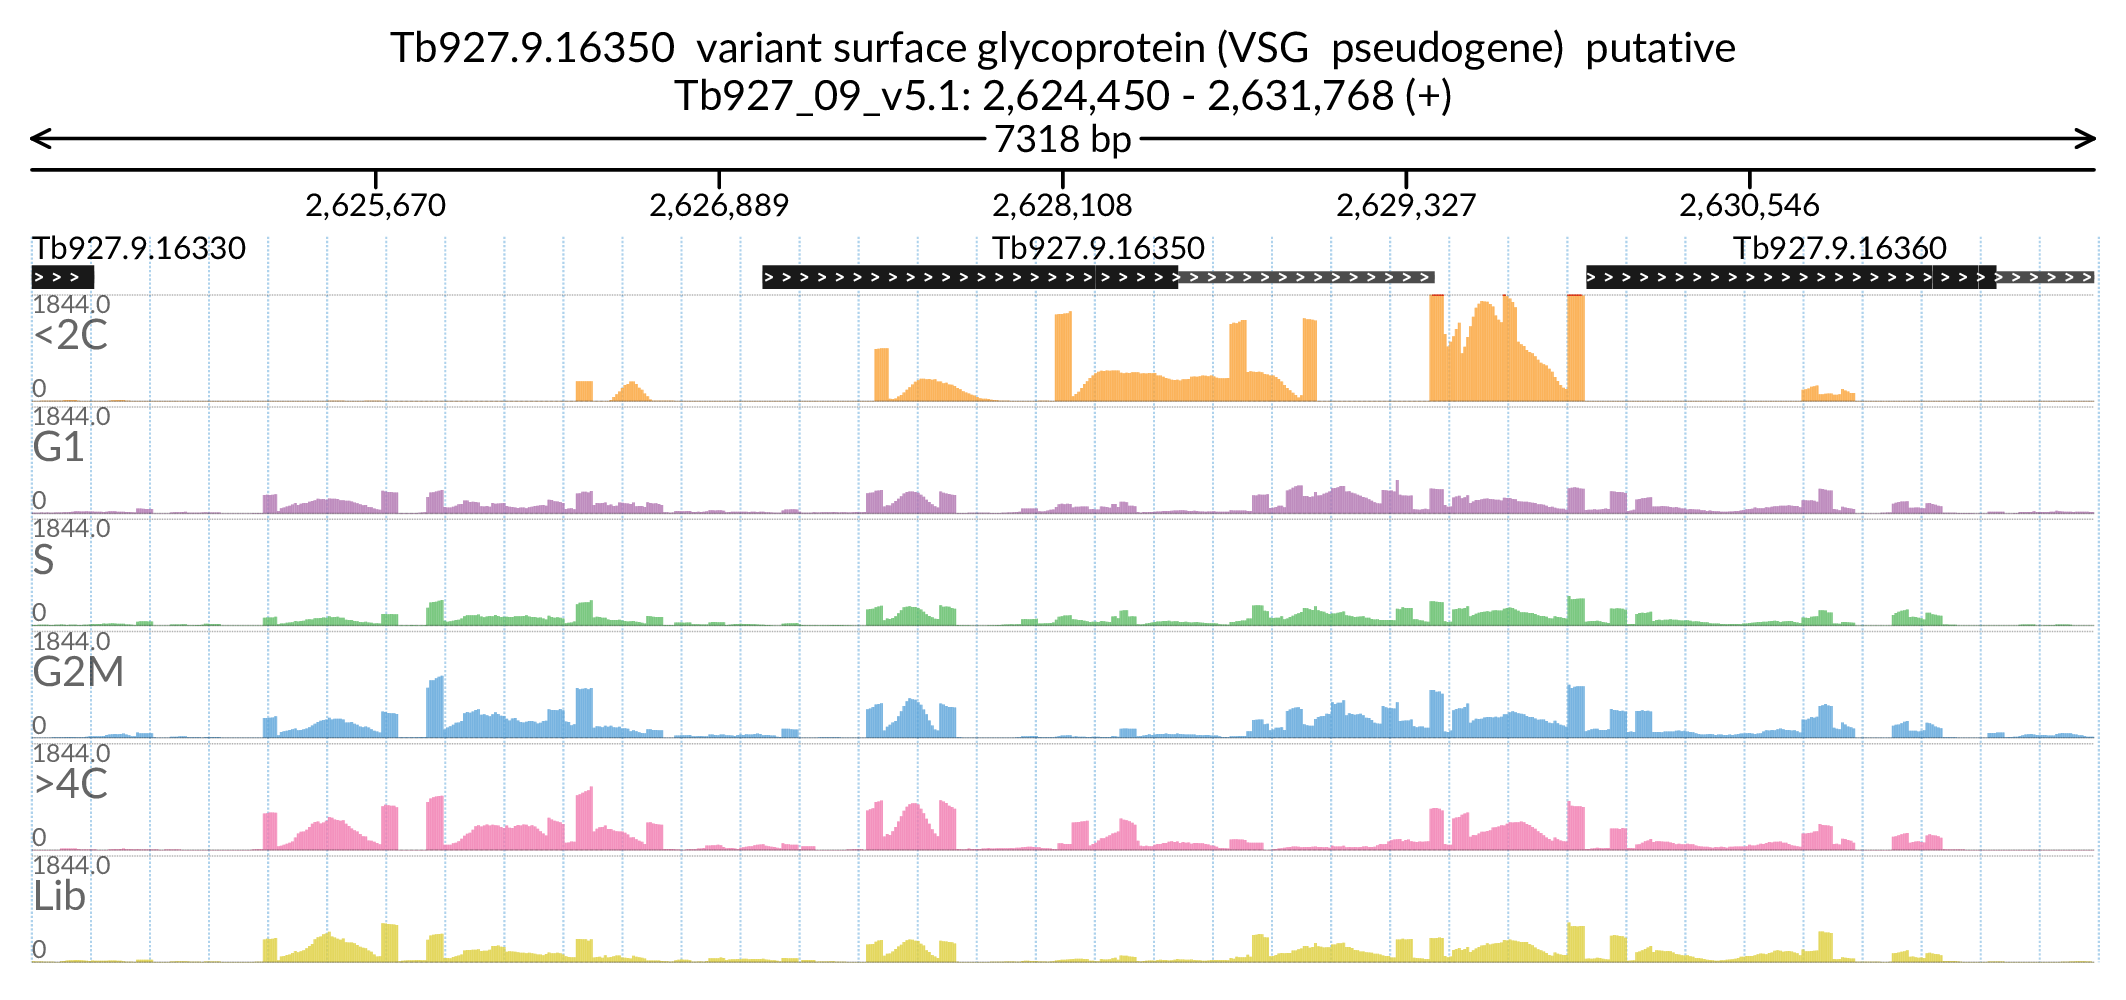 Tb927.9.16350  variant surface glycoprotein (VSG  pseudogene)  putative
Tb927_09_v5.1: 2,624,450 - 2,631,768 (+)
7318 bp
2,625,670 2,626,889 2,628,108 2,629,327 2,630,546
Tb927.9.16330 Tb927.9.16350 Tb927.9.16360
1844.0
<2C
0
1844.0
G1
0
1844.0
S
0
1844.0
G2M
0
1844.0
>4C
0
1844.0
Lib
0